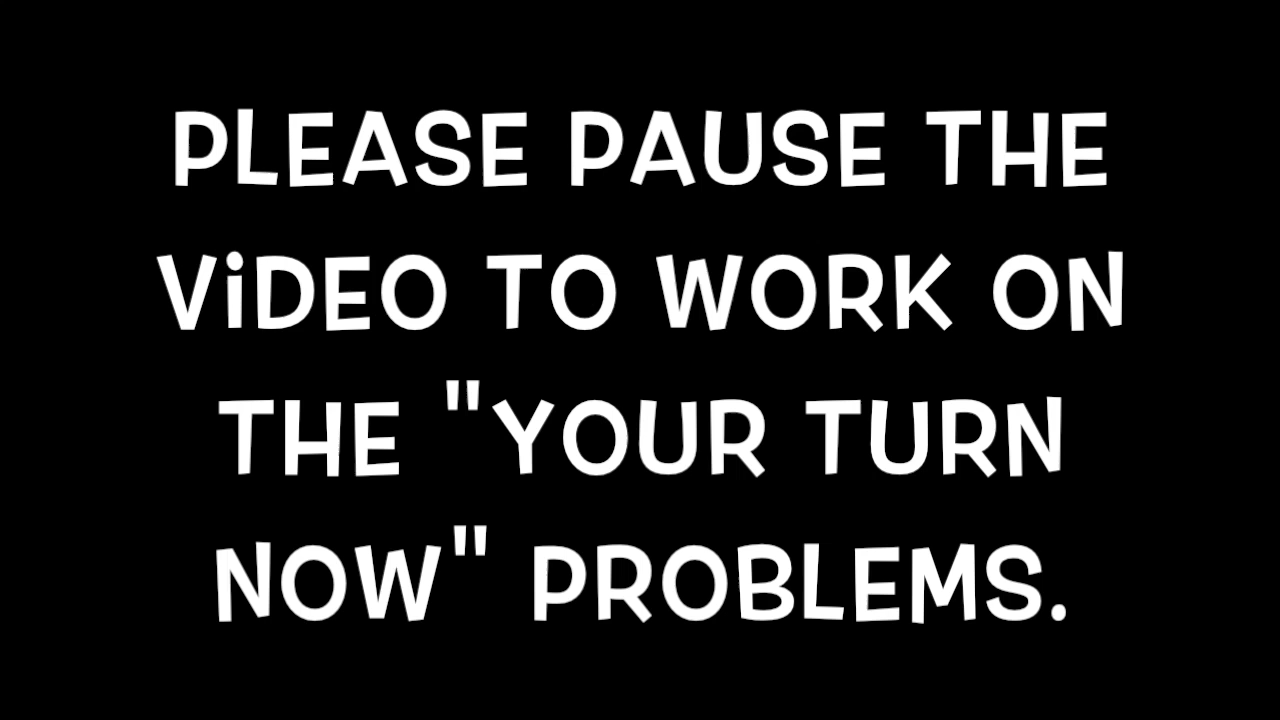 PLEASE PAUSE THE
ViDEO TO WORK ON
THE "YOUR TURN
NOW" PROBLEMS.